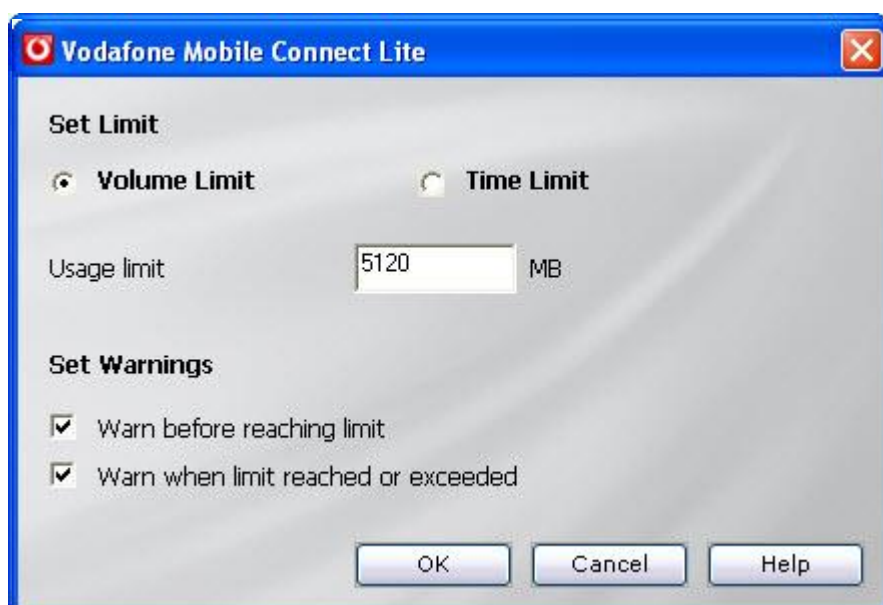 Vodafone Mobile Connect Lite
Set Limit
Volume Limit Time Limit
Usage limit 5120 MB
Set Warnings
Warn before reaching limit
Warn when limit reached or exceeded
OK Cancel Help